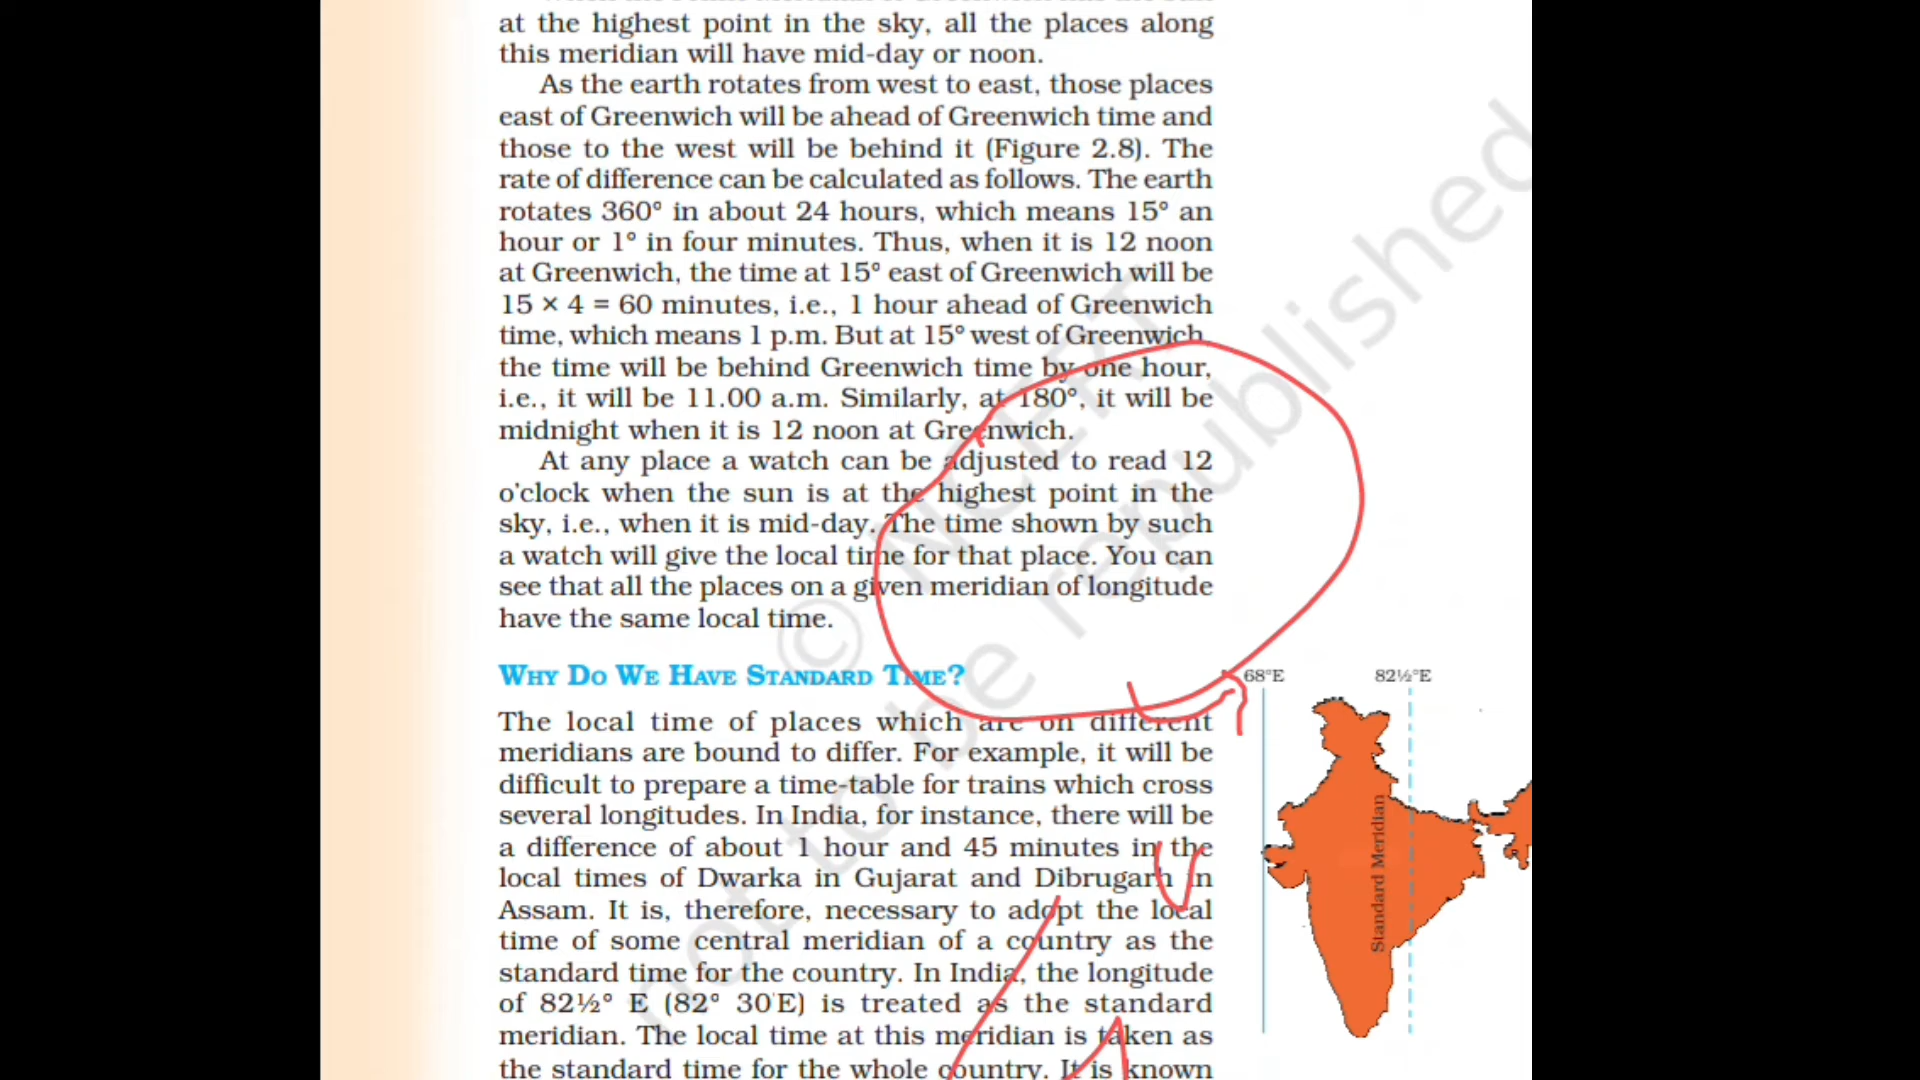 at the highest point in the sky, all the places along
this meridian will have mid-day or noon.
As the earth rotates from west to east, those places
east of Greenwich will be ahead of Greenwich time and
those to the west will be behind it (Figure 2.8). The
rate of difference can be calculated as follows. The earth
rotates 360° in about 24 hours, which means 15° an
hour or 1° in four minutes. Thus, when it is 12 noon
at Greenwich, the time at 15° east of Greenwich will be
15 × 4 = 60 minutes, i.e., 1 hour ahead of Greenwich
time, which means 1 p.m. But at 15° west of Greenwich,
the time will be behind Greenwich time by one hour,
i.e., it will be 11.00 a.m. Similarly, at 180°, it will be
midnight when it is 12 noon at Greenwich.
At any place a watch can be adjusted to read 12
o'clock when the sun is at the highest point in the
sky, i.e., when it is mid-day. The time shown by such
a watch will give the local time for that place. You can
see that all the places on a given meridian of longitude
have the same local time.
WHY DO WE HAVE STANDARD TIME?
The local time of places which are on different
meridians are bound to differ. For example, it will be
difficult to prepare a time-table for trains which cross
several longitudes. In India, for instance, there will be
a difference of about 1 hour and 45 minutes in the
local times of Dwarka in Gujarat and Dibrugarh in
Assam. It is, therefore, necessary to adopt the local
time of some central meridian of a country as the
standard time for the country. In India, the longitude
of 82½° E (82° 30'E) is treated as the standard
meridian. The local time at this meridian is taken as
the standard time for the whole country. It is known
68°E
82½°E
Standard Meridian
© NCERT
not to be republished